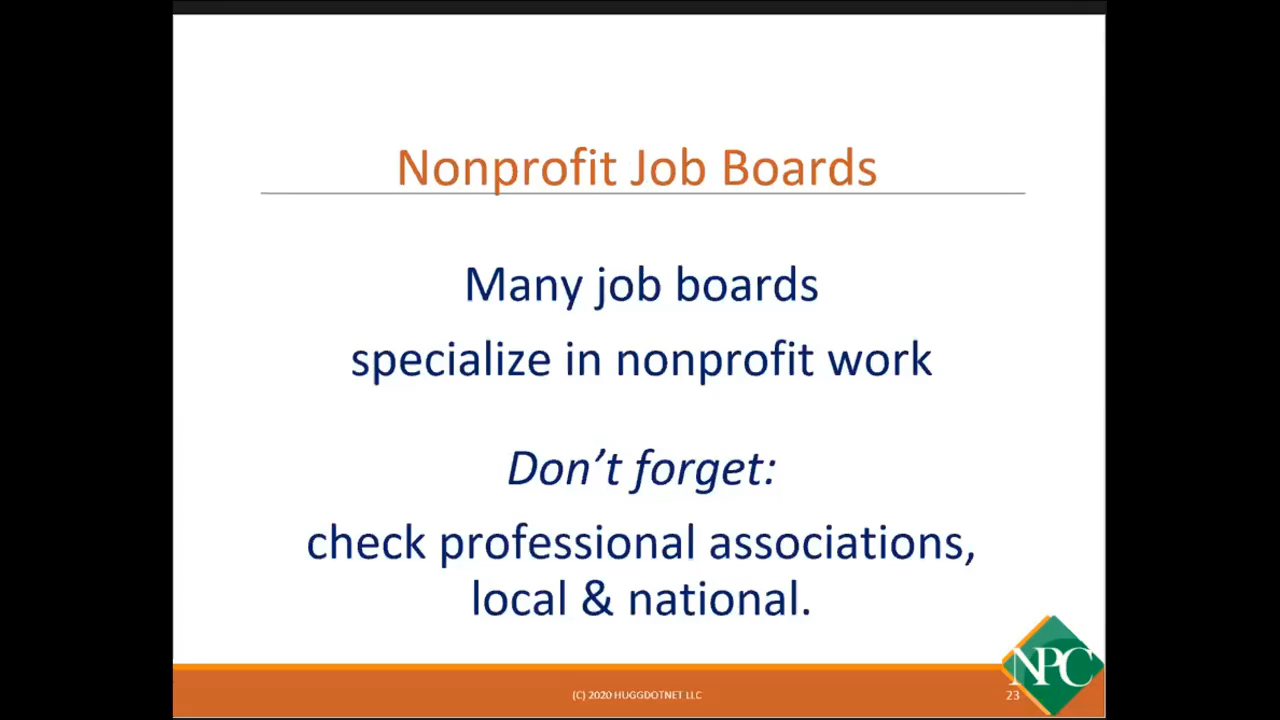 Nonprofit Job Boards
Many job boards
specialize in nonprofit work
Don’t forget:
check professional associations,
local & national.
NPC
(C) 2020 HUGGDOTNET LLC
23